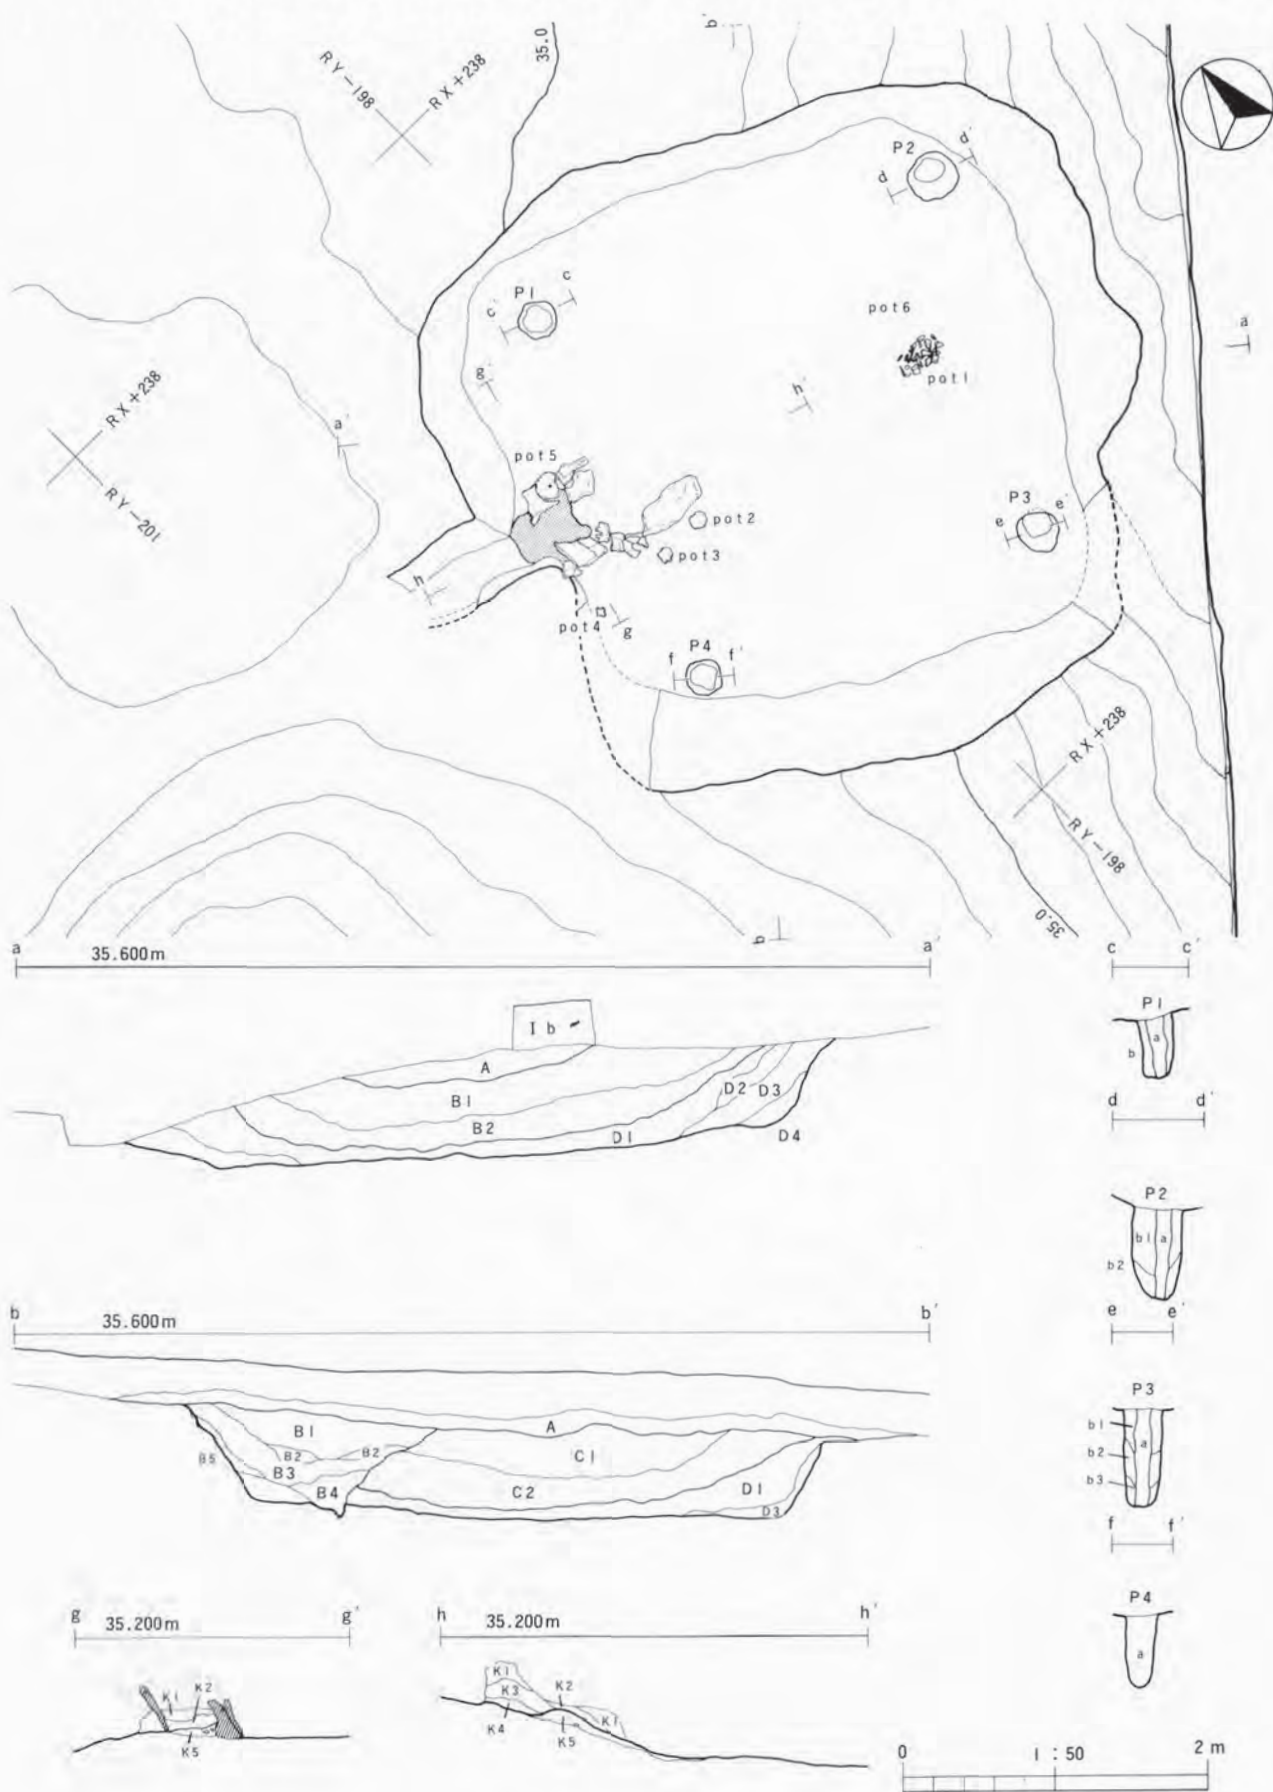 b'
35.0
RY-198
RX+238
P2
d'
d
c
P1
c'
pot6
a
pot1
g'
h'
RX+238
a'
RY-201
pot5
P3
e
e'
pot2
pot3
h
pot4
g
P4
f
f'
RX+238
RY-198
35.0
b
a
35.600m
a'
c
c'
P1
a
b
I b
A
B1
B2
D1
D2
D3
D4
d
d'
P2
b1
a
b2
b
35.600m
b'
e
e'
P3
b1
a
b2
b3
A
B1
B2
B2
B5
B3
B4
C1
C2
D1
D3
f
f'
P4
a
g
35.200m
g'
h
35.200m
h'
K1
K2
K5
K1
K3
K2
K4
K5
K1
0
1:50
2m